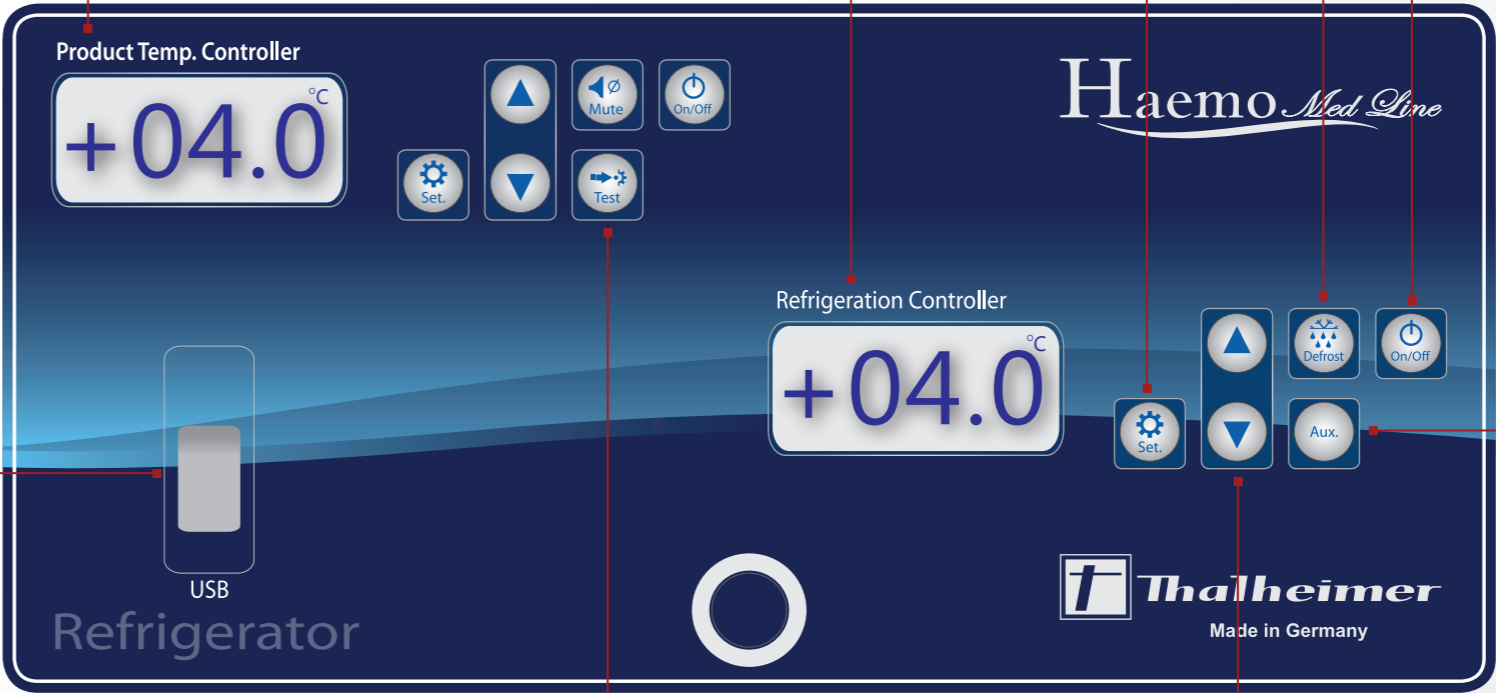 Product Temp. Controller
+04.0 °C
Mute
On/Off
Set.
Test
Haemo Med Line
Refrigeration Controller
+04.0 °C
Defrost
On/Off
Set.
Aux.
USB
Refrigerator
Thalheimer
Made in Germany